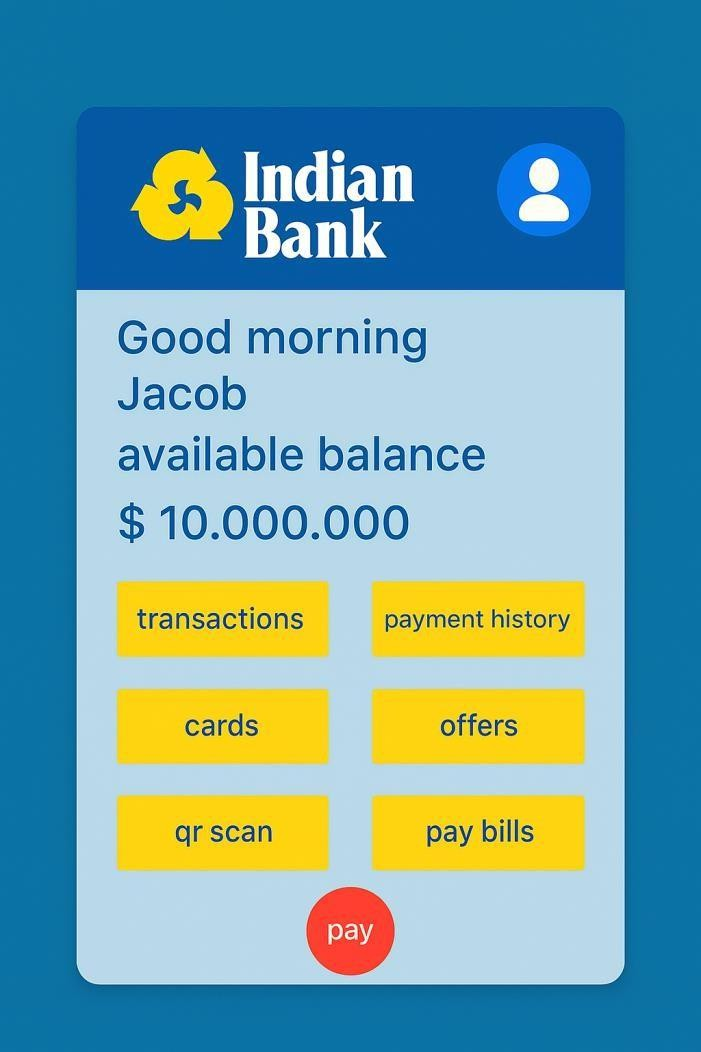 Indian
Bank
Good morning
Jacob
available balance
$ 10.000.000
transactions
payment history
cards
offers
qr scan
pay bills
pay